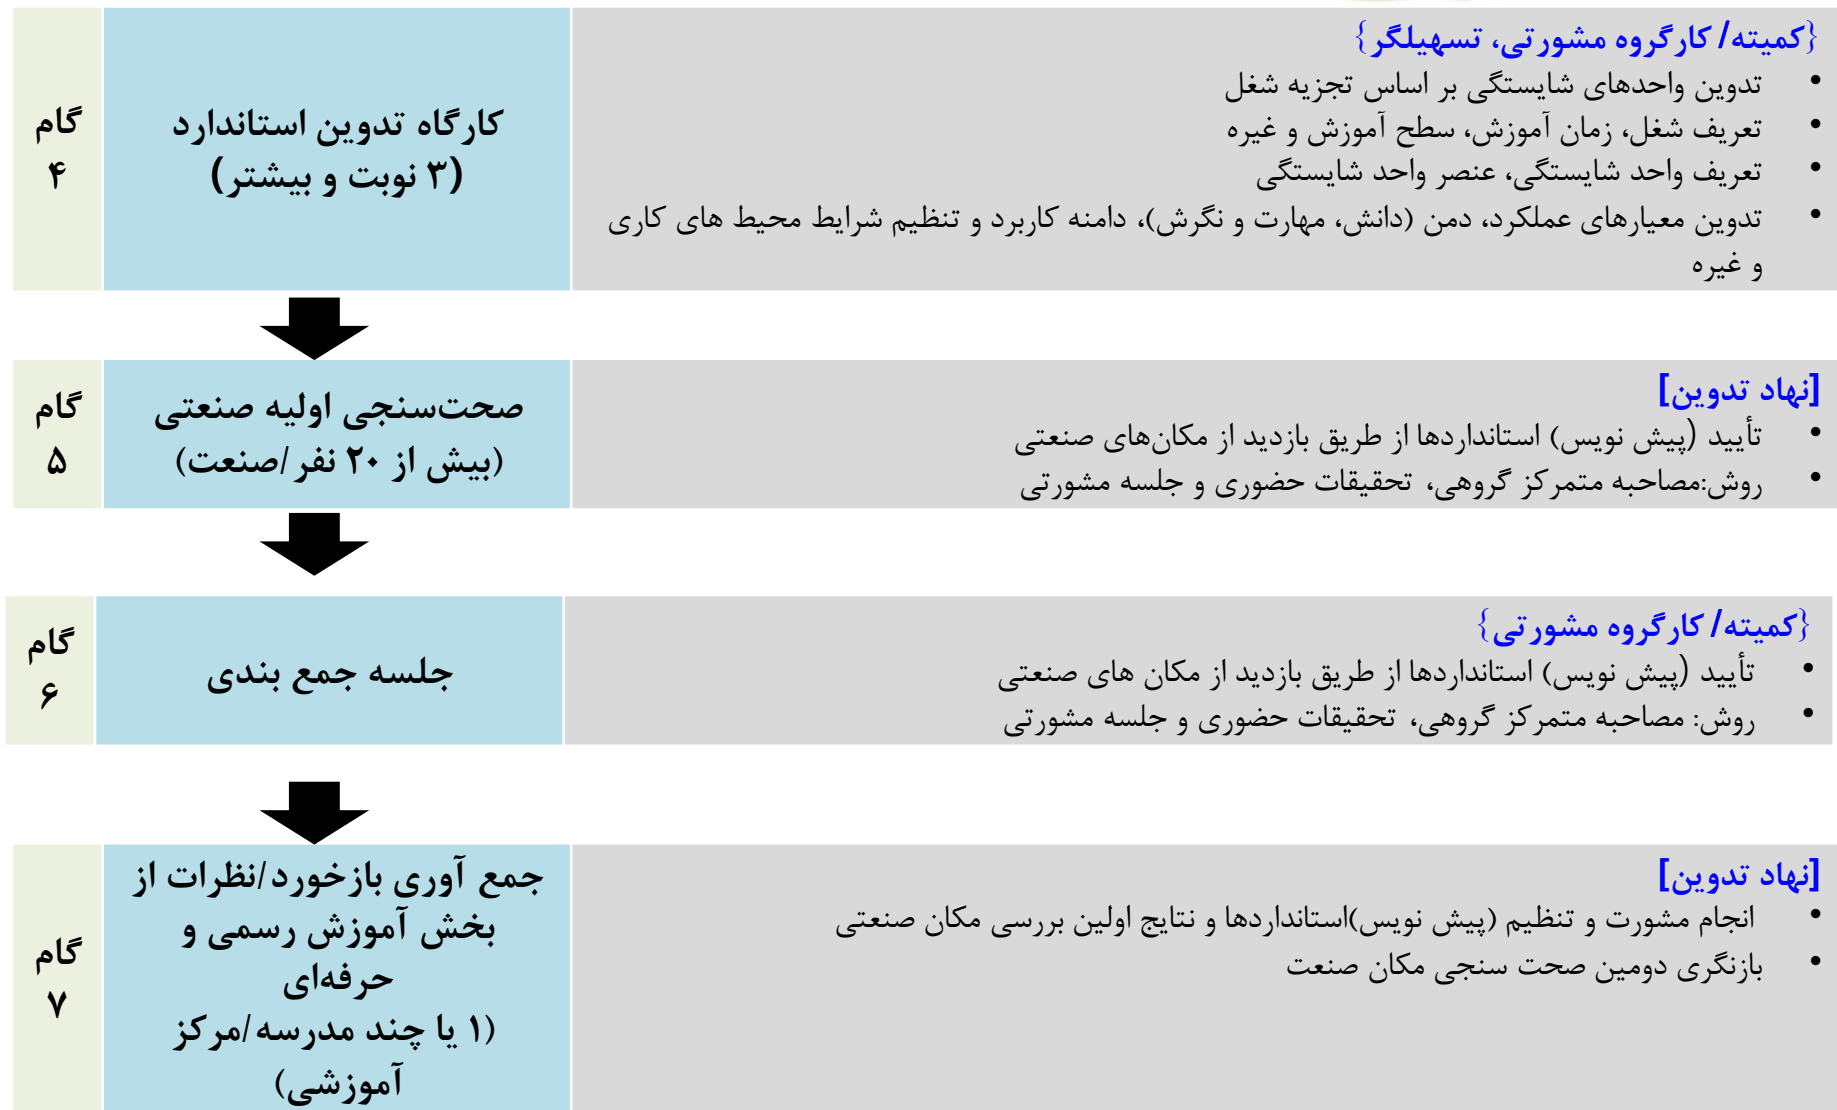 گام
۴
کارگاه تدوین استاندارد
(۳ نوبت و بیشتر)
{کمیته/ کارگروه مشورتی، تسهیلگر}
• تدوین واحدهای شایستگی بر اساس تجزیه شغل
• تعریف شغل، زمان آموزش، سطح آموزش و غیره
• تعریف واحد شایستگی، عنصر واحد شایستگی
• تدوین معیارهای عملکرد، دمن (دانش، مهارت و نگرش)، دامنه کاربرد و تنظیم شرایط محیط های کاری
و غیره
گام
۵
صحت‌سنجی اولیه صنعتی
(بیش از ۲۰ نفر/صنعت)
[نهاد تدوین]
• تأیید (پیش نویس) استانداردها از طریق بازدید از مکان‌های صنعتی
• روش:مصاحبه متمرکز گروهی، تحقیقات حضوری و جلسه مشورتی
گام
۶
جلسه جمع بندی
{کمیته/ کارگروه مشورتی}
• تأیید (پیش نویس) استانداردها از طریق بازدید از مکان های صنعتی
• روش: مصاحبه متمرکز گروهی، تحقیقات حضوری و جلسه مشورتی
گام
۷
جمع آوری بازخورد/نظرات از
بخش آموزش رسمی و
حرفه‌ای
(۱ یا چند مدرسه/مرکز
آموزشی)
[نهاد تدوین]
• انجام مشورت و تنظیم (پیش نویس)استانداردها و نتایج اولین بررسی مکان صنعتی
• بازنگری دومین صحت سنجی مکان صنعت